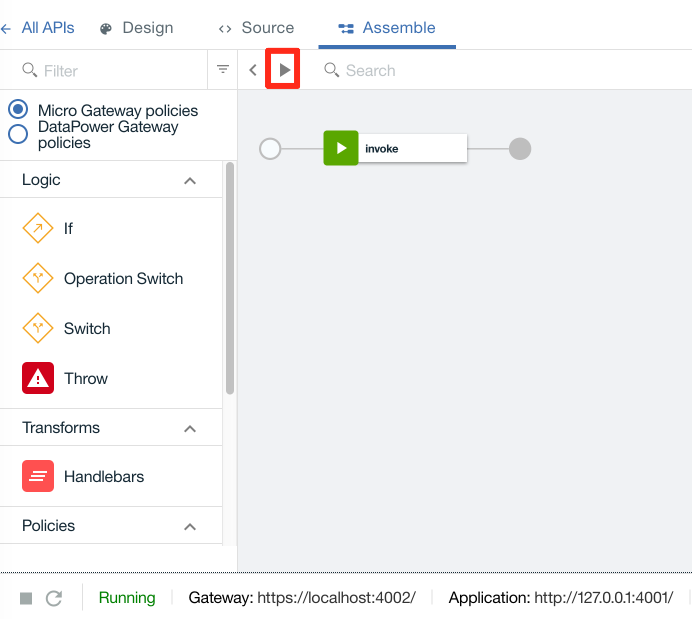 All APIs Design Source Assemble
Filter Search
Micro Gateway policies
DataPower Gateway
policies
invoke
Logic
If
Operation Switch
Switch
Throw
Transforms
Handlebars
Policies
Running Gateway: https://localhost:4002/ Application: http://127.0.0.1:4001/